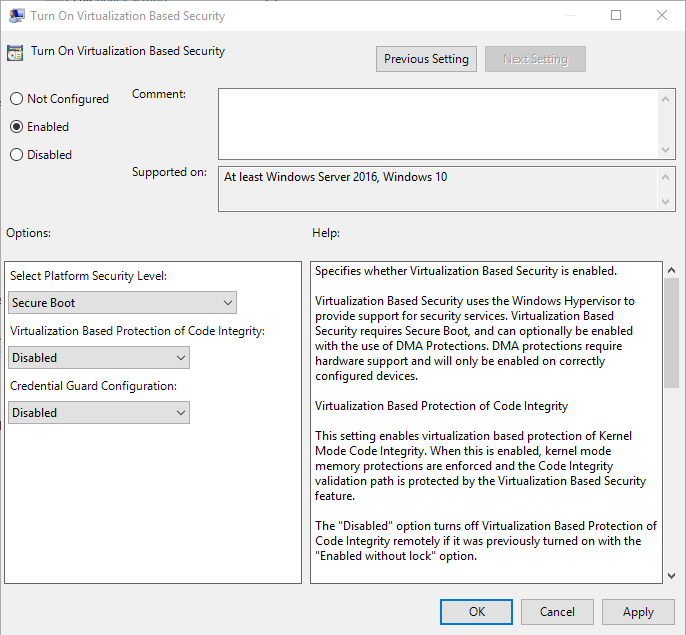 Turn On Virtualization Based Security
Turn On Virtualization Based Security
Previous Setting
Next Setting
Not Configured
Enabled
Disabled
Comment:
Supported on:
At least Windows Server 2016, Windows 10
Options:
Help:
Select Platform Security Level:
Secure Boot
Virtualization Based Protection of Code Integrity:
Disabled
Credential Guard Configuration:
Disabled
Specifies whether Virtualization Based Security is enabled.
Virtualization Based Security uses the Windows Hypervisor to
provide support for security services. Virtualization Based
Security requires Secure Boot, and can optionally be enabled
with the use of DMA Protections. DMA protections require
hardware support and will only be enabled on correctly
configured devices.
Virtualization Based Protection of Code Integrity
This setting enables virtualization based protection of Kernel
Mode Code Integrity. When this is enabled, kernel mode
memory protections are enforced and the Code Integrity
validation path is protected by the Virtualization Based Security
feature.
The "Disabled" option turns off Virtualization Based Protection of
Code Integrity remotely if it was previously turned on with the
"Enabled without lock" option.
OK
Cancel
Apply